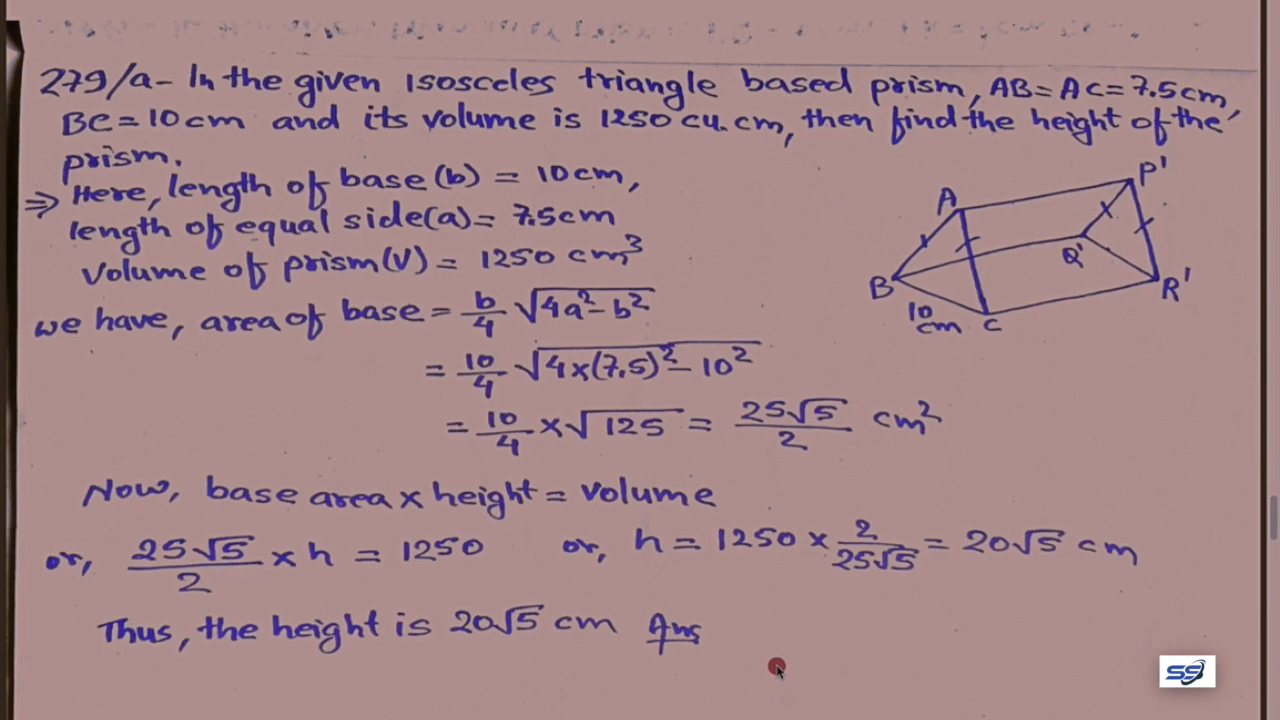 279/a- In the given Isosceles triangle based prism, AB=AC=7.5cm,
BC=10cm and its volume is 1250 cu.cm, then find the height of the
prism.
⇒ Here, length of base (b) = 10cm,
length of equal side(a)= 7.5cm
Volume of prism(V) = 1250 cm³
we have, area of base = b/4 √(4a²-b²)
= 10/4 √(4×(7.5)²-10²)
= 10/4 × √125 = 25√5/2 cm²
Now, base area × height = volume
or, 25√5/2 × h = 1250 or, h = 1250 × 2/25√5 = 20√5 cm
Thus, the height is 20√5 cm Ans
A
P'
B
Q'
R'
10
cm
C
SS